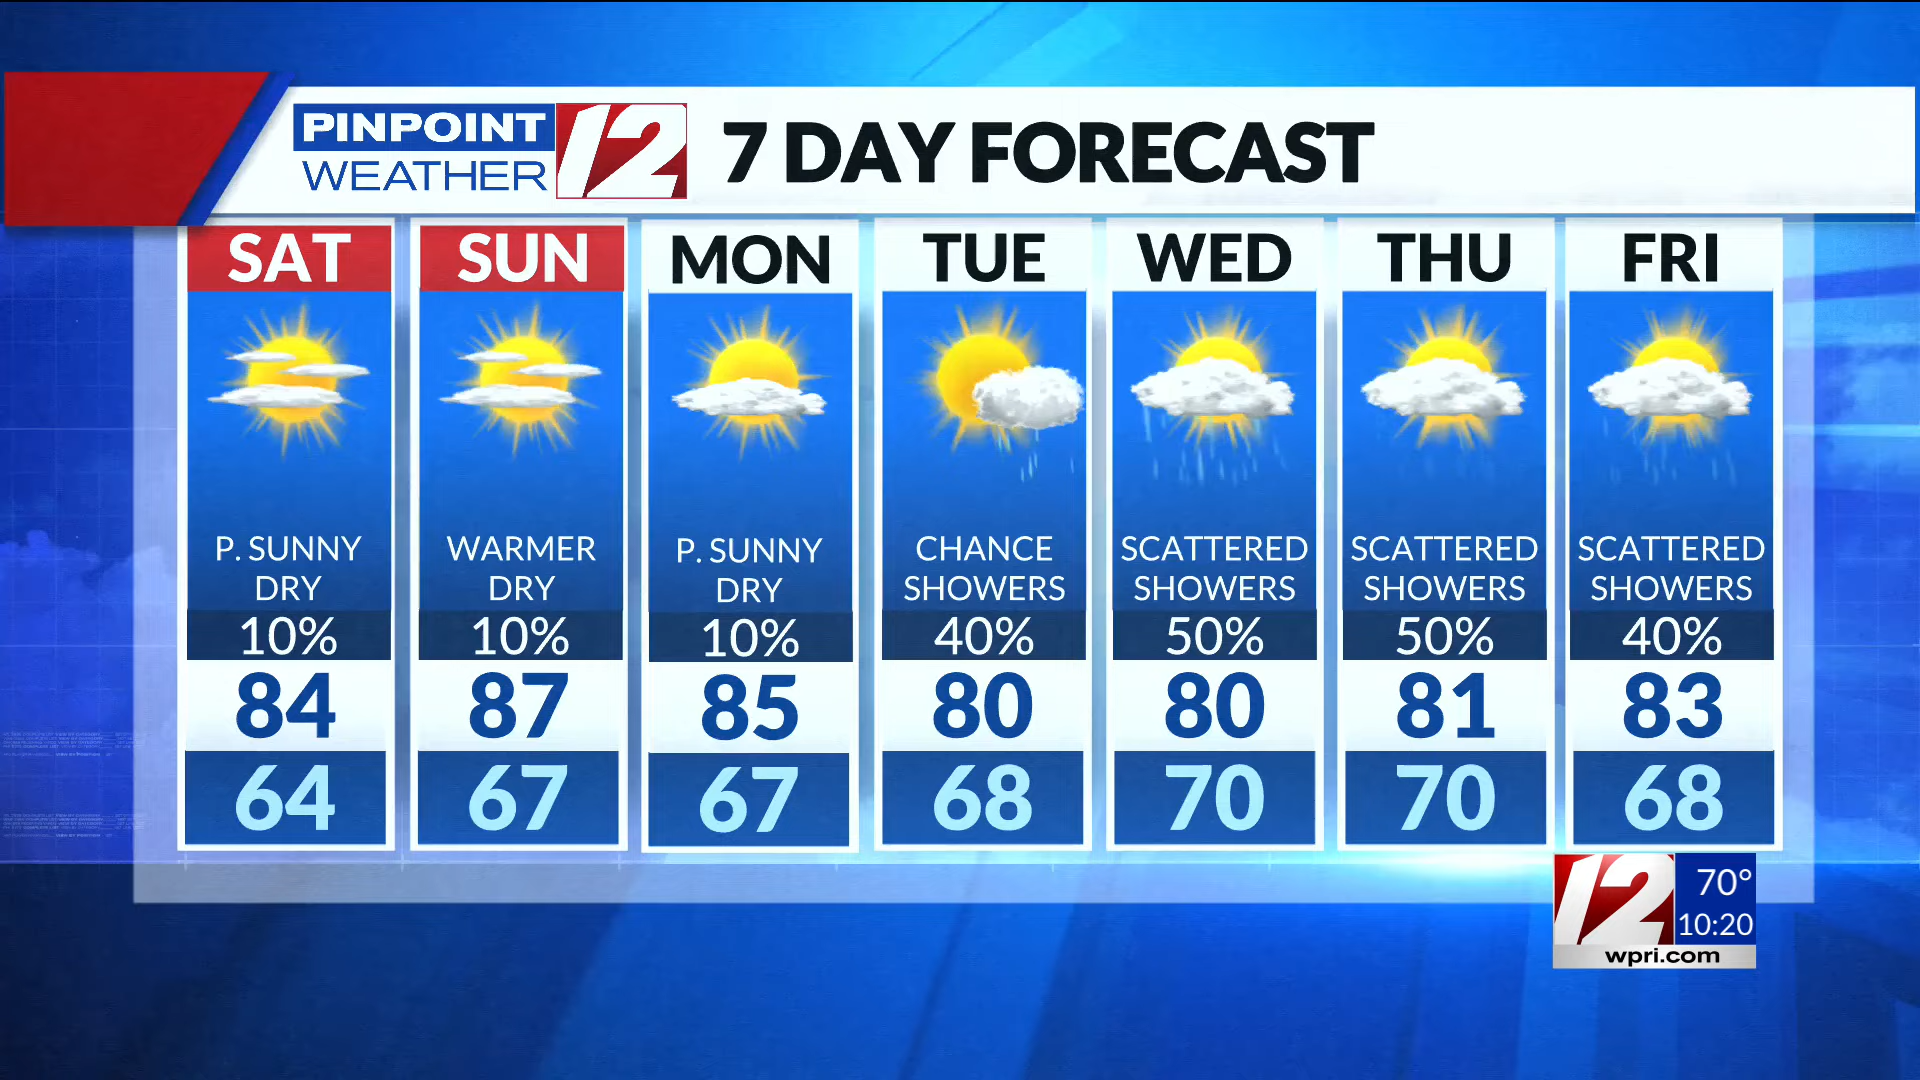 PINPOINT
WEATHER 12
7 DAY FORECAST
SAT
P. SUNNY
DRY
10%
84
64
SUN
WARMER
DRY
10%
87
67
MON
P. SUNNY
DRY
10%
85
67
TUE
CHANCE
SHOWERS
40%
80
68
WED
SCATTERED
SHOWERS
50%
80
70
THU
SCATTERED
SHOWERS
50%
81
70
FRI
SCATTERED
SHOWERS
40%
83
68
12
70°
10:20
wpri.com